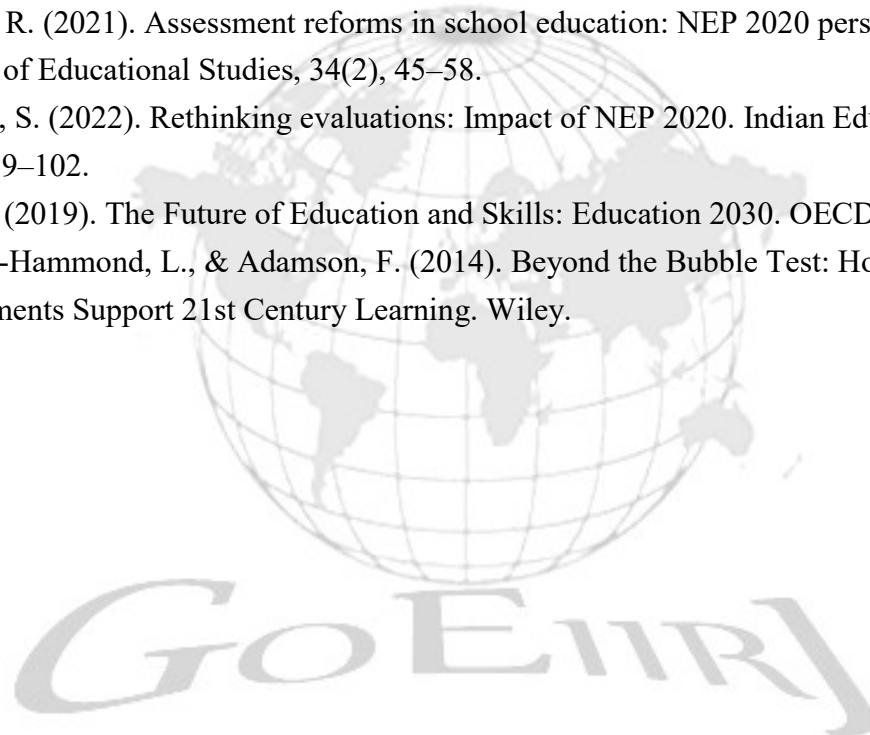 R. (2021). Assessment reforms in school education: NEP 2020 pers
of Educational Studies, 34(2), 45–58.
, S. (2022). Rethinking evaluations: Impact of NEP 2020. Indian Edu
9–102.
(2019). The Future of Education and Skills: Education 2030. OECD
-Hammond, L., & Adamson, F. (2014). Beyond the Bubble Test: Ho
ments Support 21st Century Learning. Wiley.
GOEIIRJ